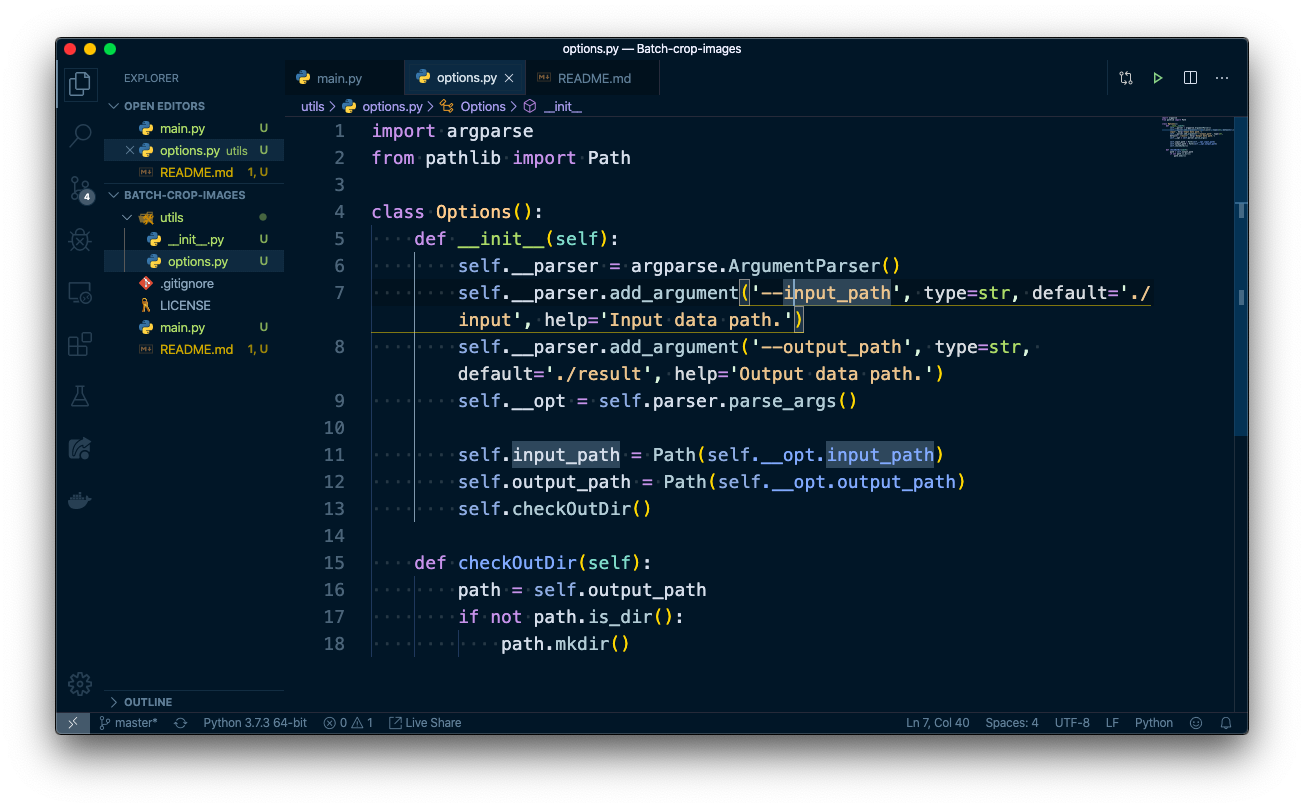 options.py — Batch-crop-images
EXPLORER
main.py
options.py
README.md
OPEN EDITORS
utils > options.py > Options > __init__
main.py U
options.py utils U
README.md 1, U
BATCH-CROP-IMAGES
utils
__init__.py U
options.py U
.gitignore
LICENSE
main.py U
README.md 1, U
4
1 import argparse
2 from pathlib import Path
3
4 class Options():
5 def __init__(self):
6 self.__parser = argparse.ArgumentParser()
7 self.__parser.add_argument('--input_path', type=str, default='./
input', help='Input data path.')
8 self.__parser.add_argument('--output_path', type=str,
default='./result', help='Output data path.')
9 self.__opt = self.parser.parse_args()
10
11 self.input_path = Path(self.__opt.input_path)
12 self.output_path = Path(self.__opt.output_path)
13 self.checkOutDir()
14
15 def checkOutDir(self):
16 path = self.output_path
17 if not path.is_dir():
18 path.mkdir()
OUTLINE
master* Python 3.7.3 64-bit 0 1 Live Share Ln 7, Col 40 Spaces: 4 UTF-8 LF Python